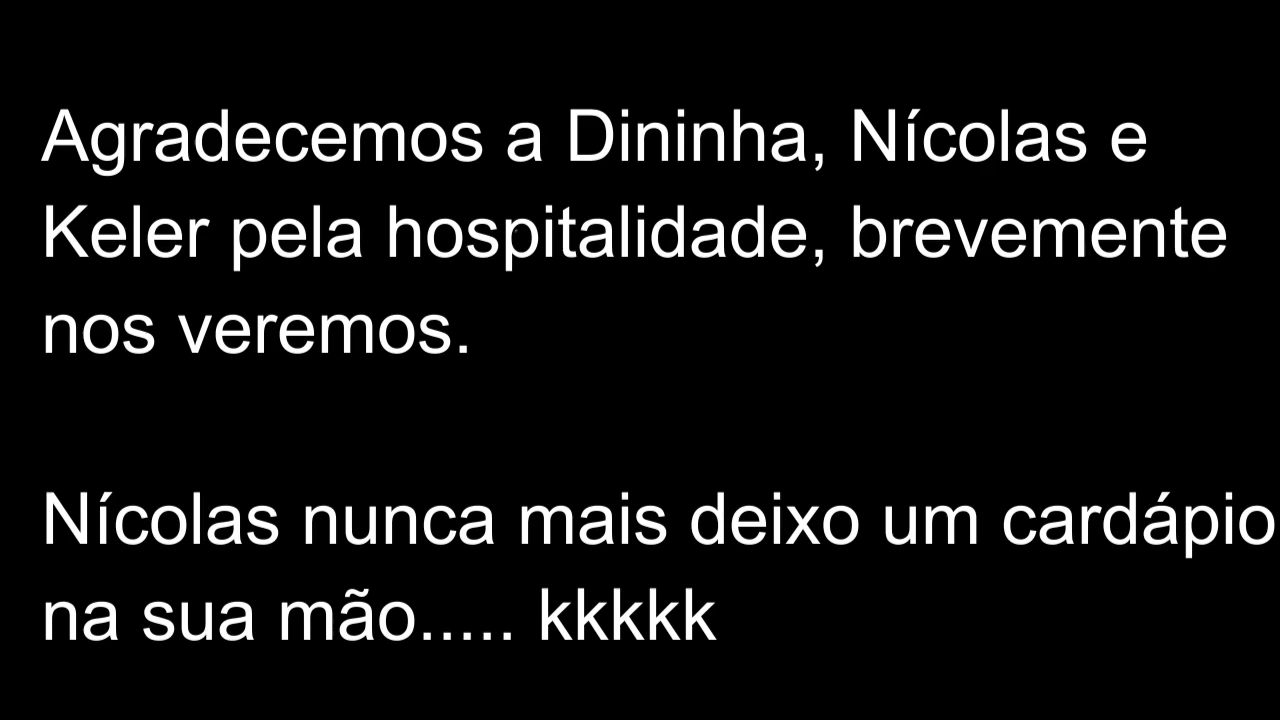 Agradecemos a Dininha, Nícolas e
Keler pela hospitalidade, brevemente
nos veremos.
Nícolas nunca mais deixo um cardápio
na sua mão..... kkkkk